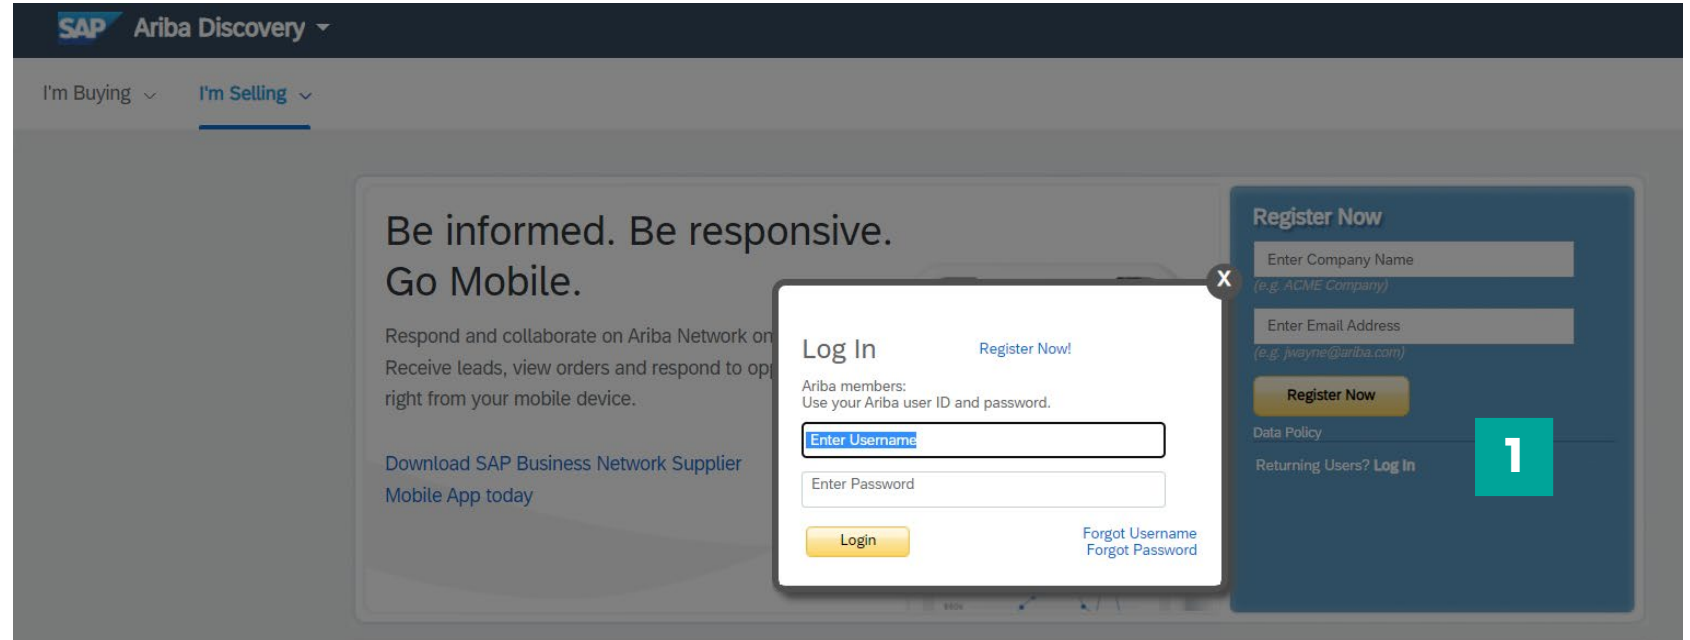 SAP Ariba Discovery
I'm Buying I'm Selling
Be informed. Be responsive.
Go Mobile.
Respond and collaborate on Ariba Network on
Receive leads, view orders and respond to opp
right from your mobile device.
Download SAP Business Network Supplier
Mobile App today
X
Log In Register Now!
Ariba members:
Use your Ariba user ID and password.
Enter Username
Enter Password
Login
Forgot Username
Forgot Password
Register Now
Enter Company Name
(e.g. ACME Company)
Enter Email Address
(e.g. jwayne@ariba.com)
Register Now
Data Policy
Returning Users? Log In
1